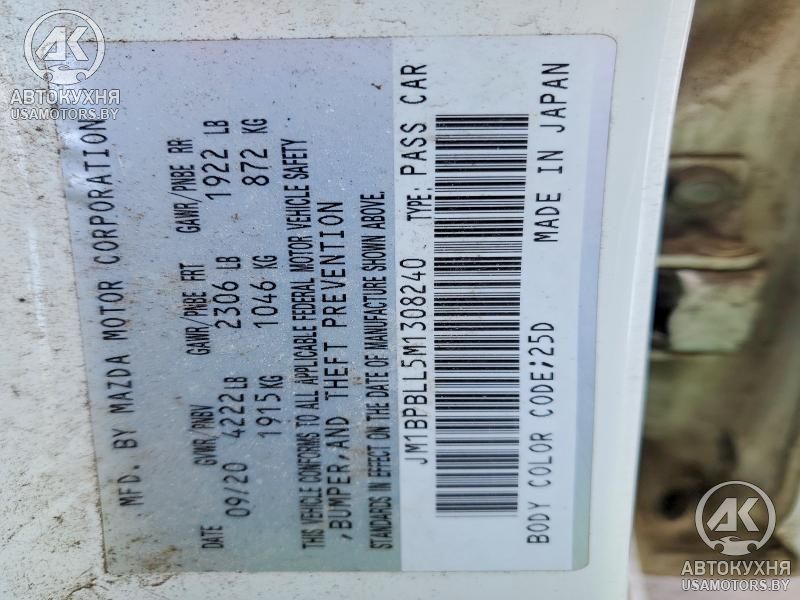 MFD. BY MAZDA MOTOR CORPORATION
DATE GVWR/PNBV GAWR/PNBE FRT GAWR/PNBE RR
09/20 4222 LB 2306 LB 1922 LB
1915 KG 1046 KG 872 KG
THIS VEHICLE CONFORMS TO ALL APPLICABLE FEDERAL MOTOR VEHICLE SAFETY
,BUMPER,AND THEFT PREVENTION
STANDARDS IN EFFECT ON THE DATE OF MANUFACTURE SHOWN ABOVE.
JM1BPBLL5M1308240 TYPE: PASS CAR
BODY COLOR CODE;25D MADE IN JAPAN
АК
АВТОКУХНЯ
USAMOTORS.BY
АК
АВТОКУХНЯ
USAMOTORS.BY